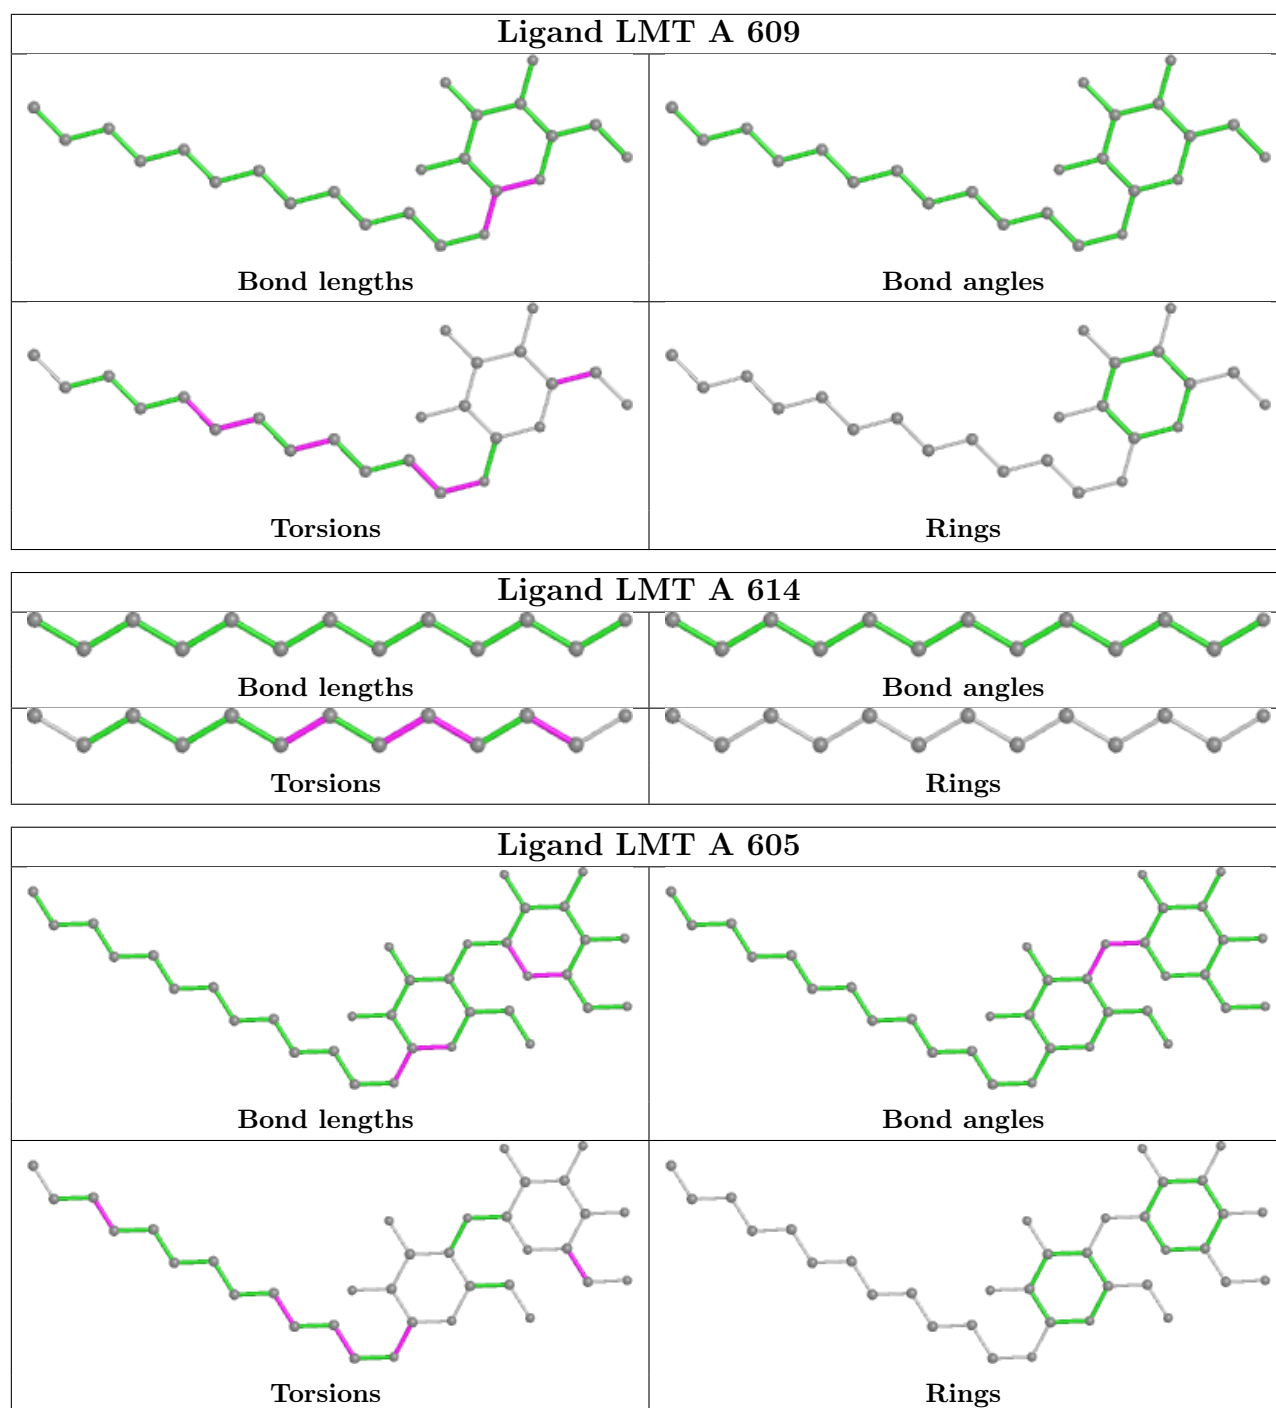 Ligand LMT A 609
Bond lengths
Bond angles
Torsions
Rings
Ligand LMT A 614
Bond lengths
Bond angles
Torsions
Rings
Ligand LMT A 605
Bond lengths
Bond angles
Torsions
Rings